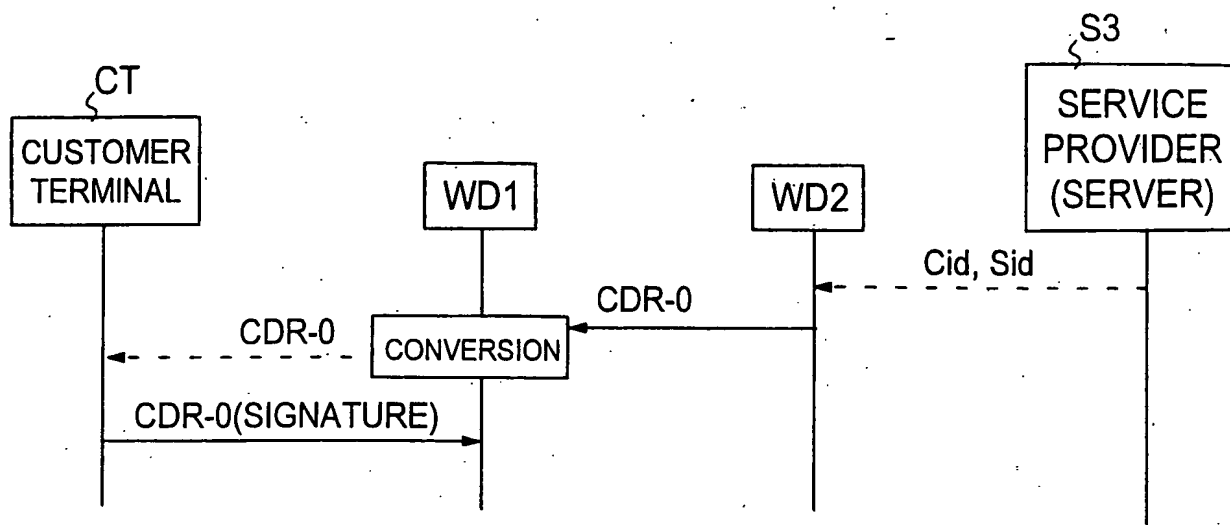 S3
CT
SERVICE
PROVIDER
(SERVER)
CUSTOMER
TERMINAL
WD1
WD2
Cid, Sid
CDR-0
CDR-0
CONVERSION
CDR-0(SIGNATURE)